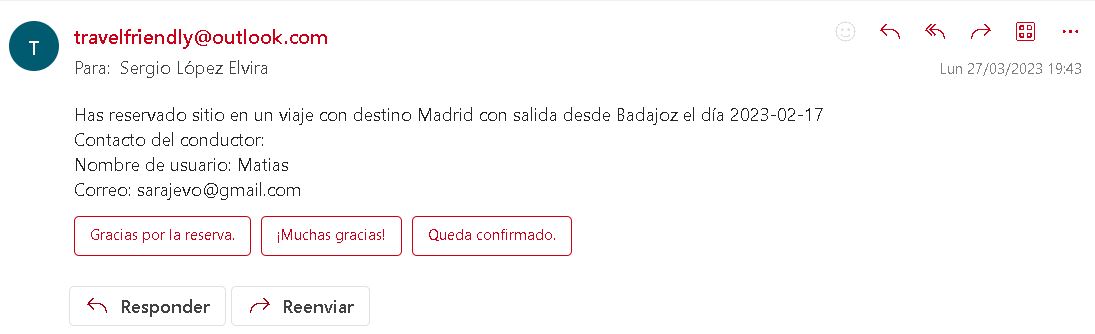 T
travelfriendly@outlook.com
Para: Sergio López Elvira
Lun 27/03/2023 19:43
Has reservado sitio en un viaje con destino Madrid con salida desde Badajoz el día 2023-02-17
Contacto del conductor:
Nombre de usuario: Matias
Correo: sarajevo@gmail.com
Gracias por la reserva.
¡Muchas gracias!
Queda confirmado.
Responder
Reenviar